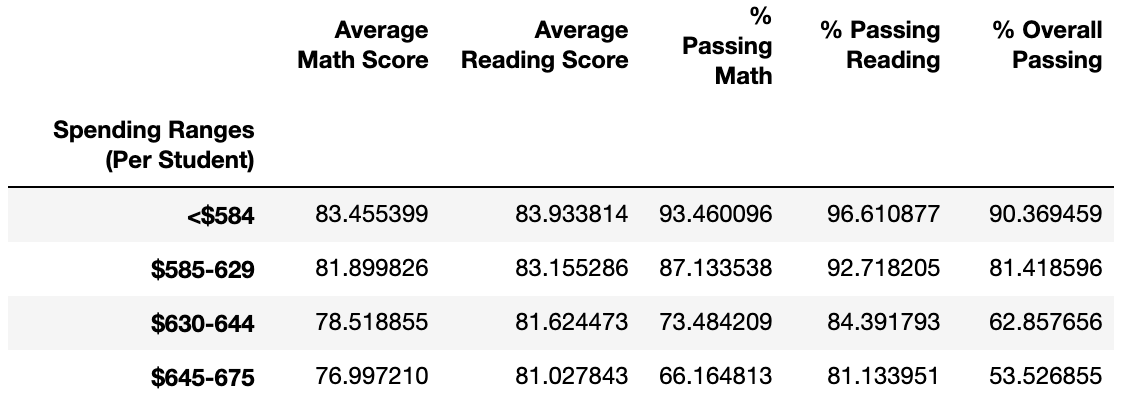 Average Math Score Average Reading Score % Passing Math % Passing Reading % Overall Passing
Spending Ranges (Per Student)
<$584 83.455399 83.933814 93.460096 96.610877 90.369459
$585-629 81.899826 83.155286 87.133538 92.718205 81.418596
$630-644 78.518855 81.624473 73.484209 84.391793 62.857656
$645-675 76.997210 81.027843 66.164813 81.133951 53.526855